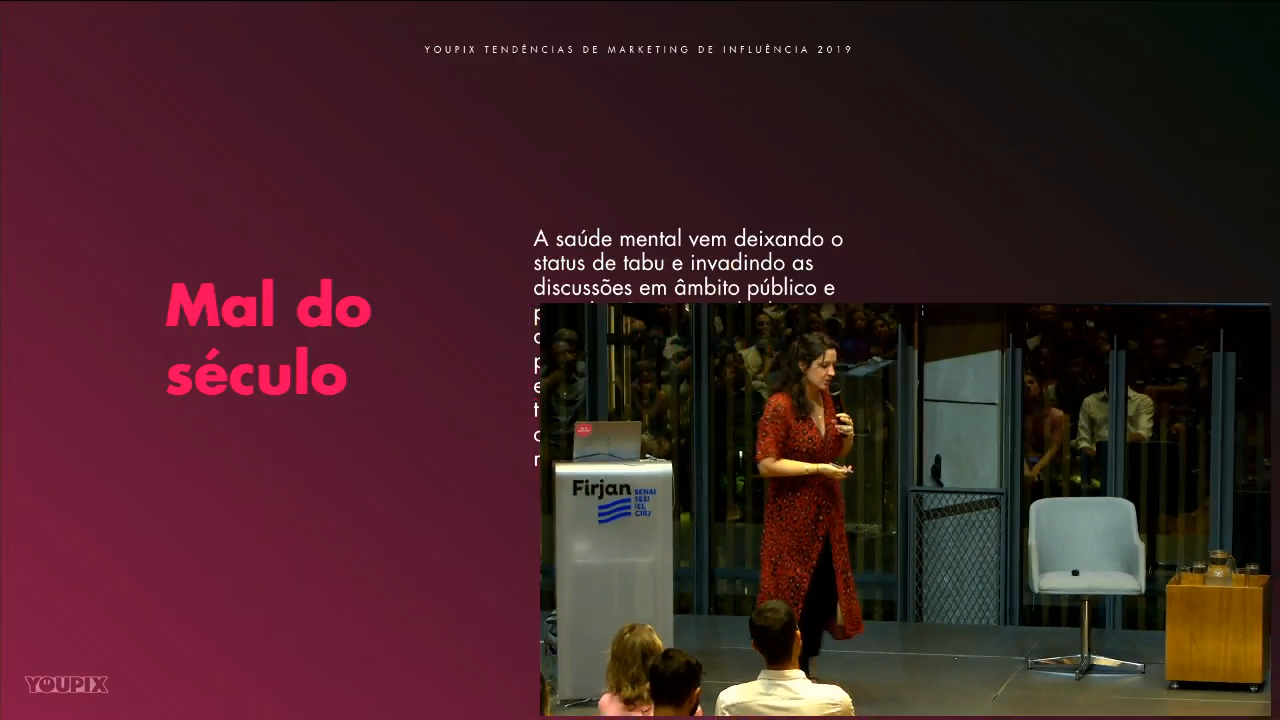 YOUPIX TENDÊNCIAS DE MARKETING DE INFLUÊNCIA 2019
Mal do
século
A saúde mental vem deixando o
status de tabu e invadindo as
discussões em âmbito público e
Firjan
SENAI
SESI
IEL
CIRJ
YOUPIX